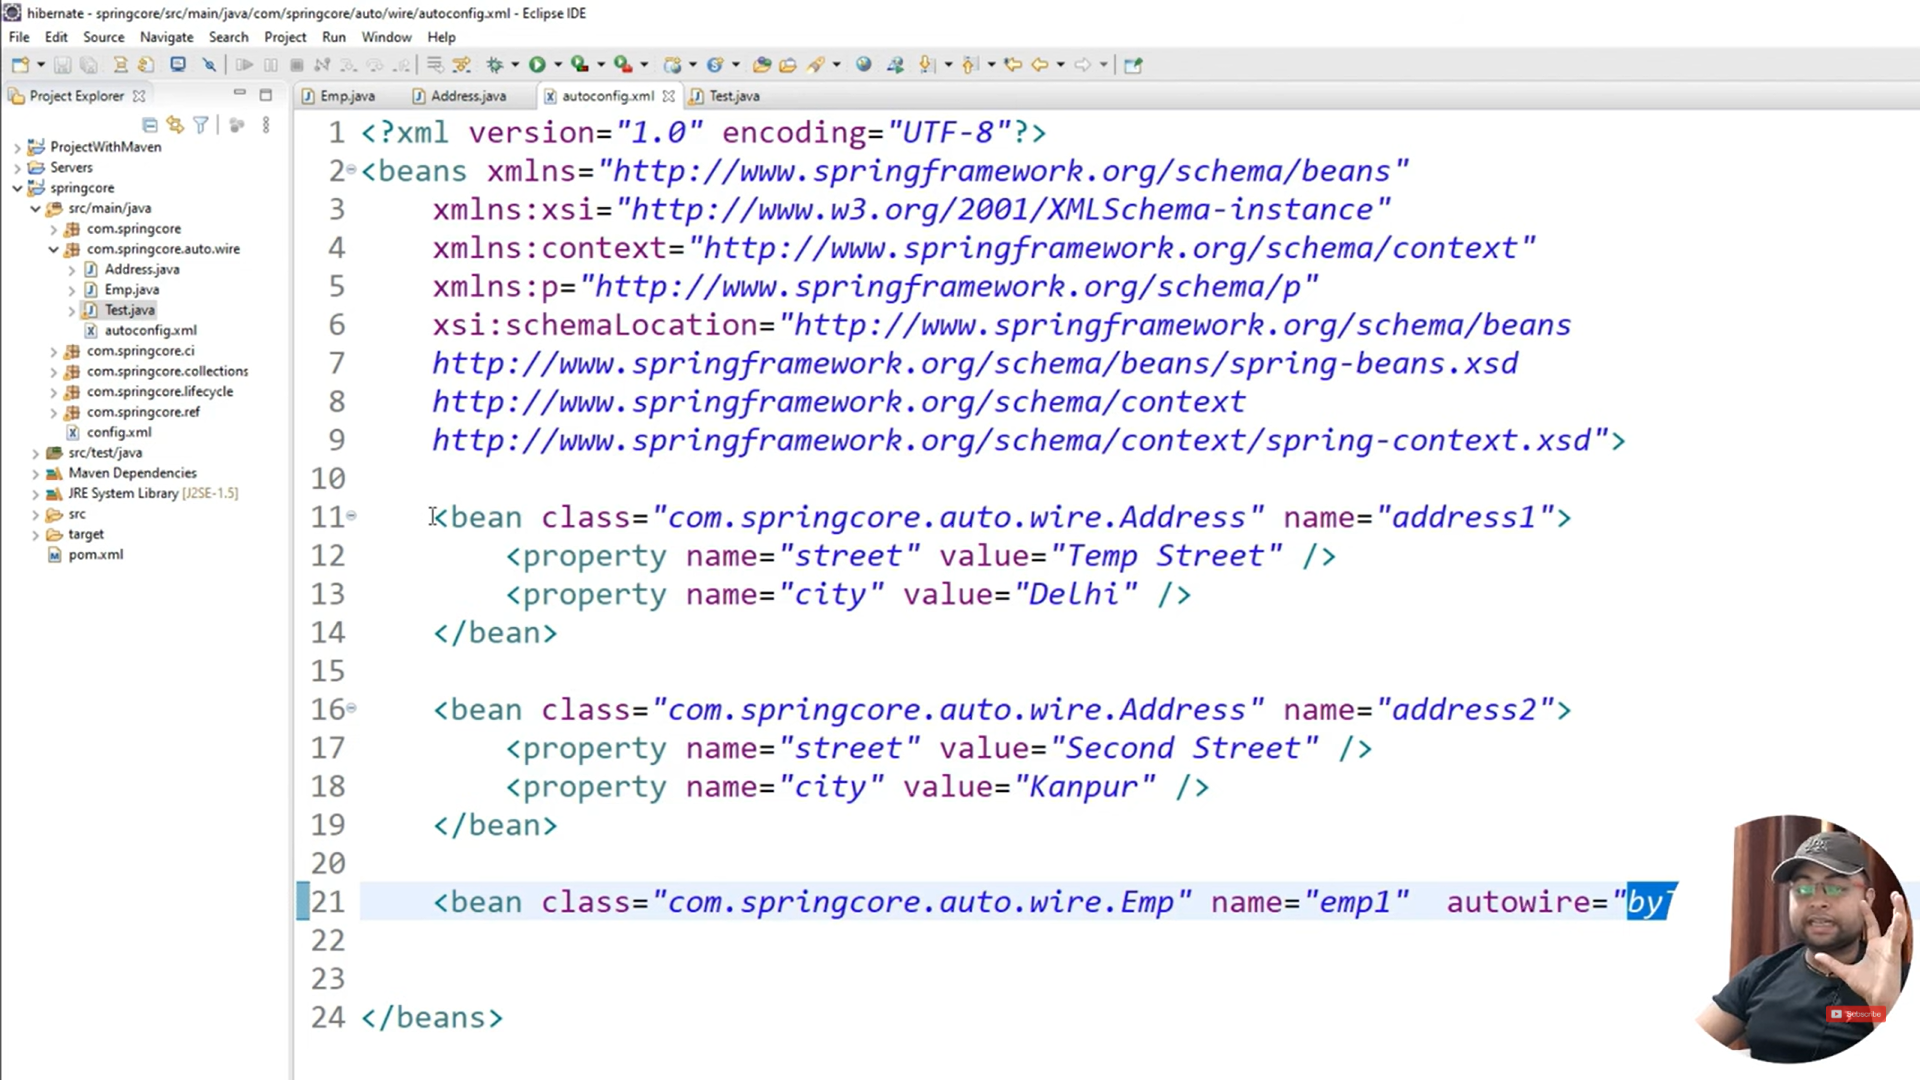 hibernate - springcore/src/main/java/com/springcore/auto/wire/autoconfig.xml - Eclipse IDE
File Edit Source Navigate Search Project Run Window Help
Project Explorer
Emp.java Address.java autoconfig.xml Test.java
ProjectWithMaven
Servers
springcore
src/main/java
com.springcore
com.springcore.auto.wire
Address.java
Emp.java
Test.java
autoconfig.xml
com.springcore.ci
com.springcore.collections
com.springcore.lifecycle
com.springcore.ref
config.xml
src/test/java
Maven Dependencies
JRE System Library [J2SE-1.5]
src
target
pom.xml
1 <?xml version="1.0" encoding="UTF-8"?>
2 <beans xmlns="http://www.springframework.org/schema/beans"
3 xmlns:xsi="http://www.w3.org/2001/XMLSchema-instance"
4 xmlns:context="http://www.springframework.org/schema/context"
5 xmlns:p="http://www.springframework.org/schema/p"
6 xsi:schemaLocation="http://www.springframework.org/schema/beans
7 http://www.springframework.org/schema/beans/spring-beans.xsd
8 http://www.springframework.org/schema/context
9 http://www.springframework.org/schema/context/spring-context.xsd">
10
11 <bean class="com.springcore.auto.wire.Address" name="address1">
12 <property name="street" value="Temp Street" />
13 <property name="city" value="Delhi" />
14 </bean>
15
16 <bean class="com.springcore.auto.wire.Address" name="address2">
17 <property name="street" value="Second Street" />
18 <property name="city" value="Kanpur" />
19 </bean>
20
21 <bean class="com.springcore.auto.wire.Emp" name="emp1" autowire="by
22
23
24 </beans>
Subscribe